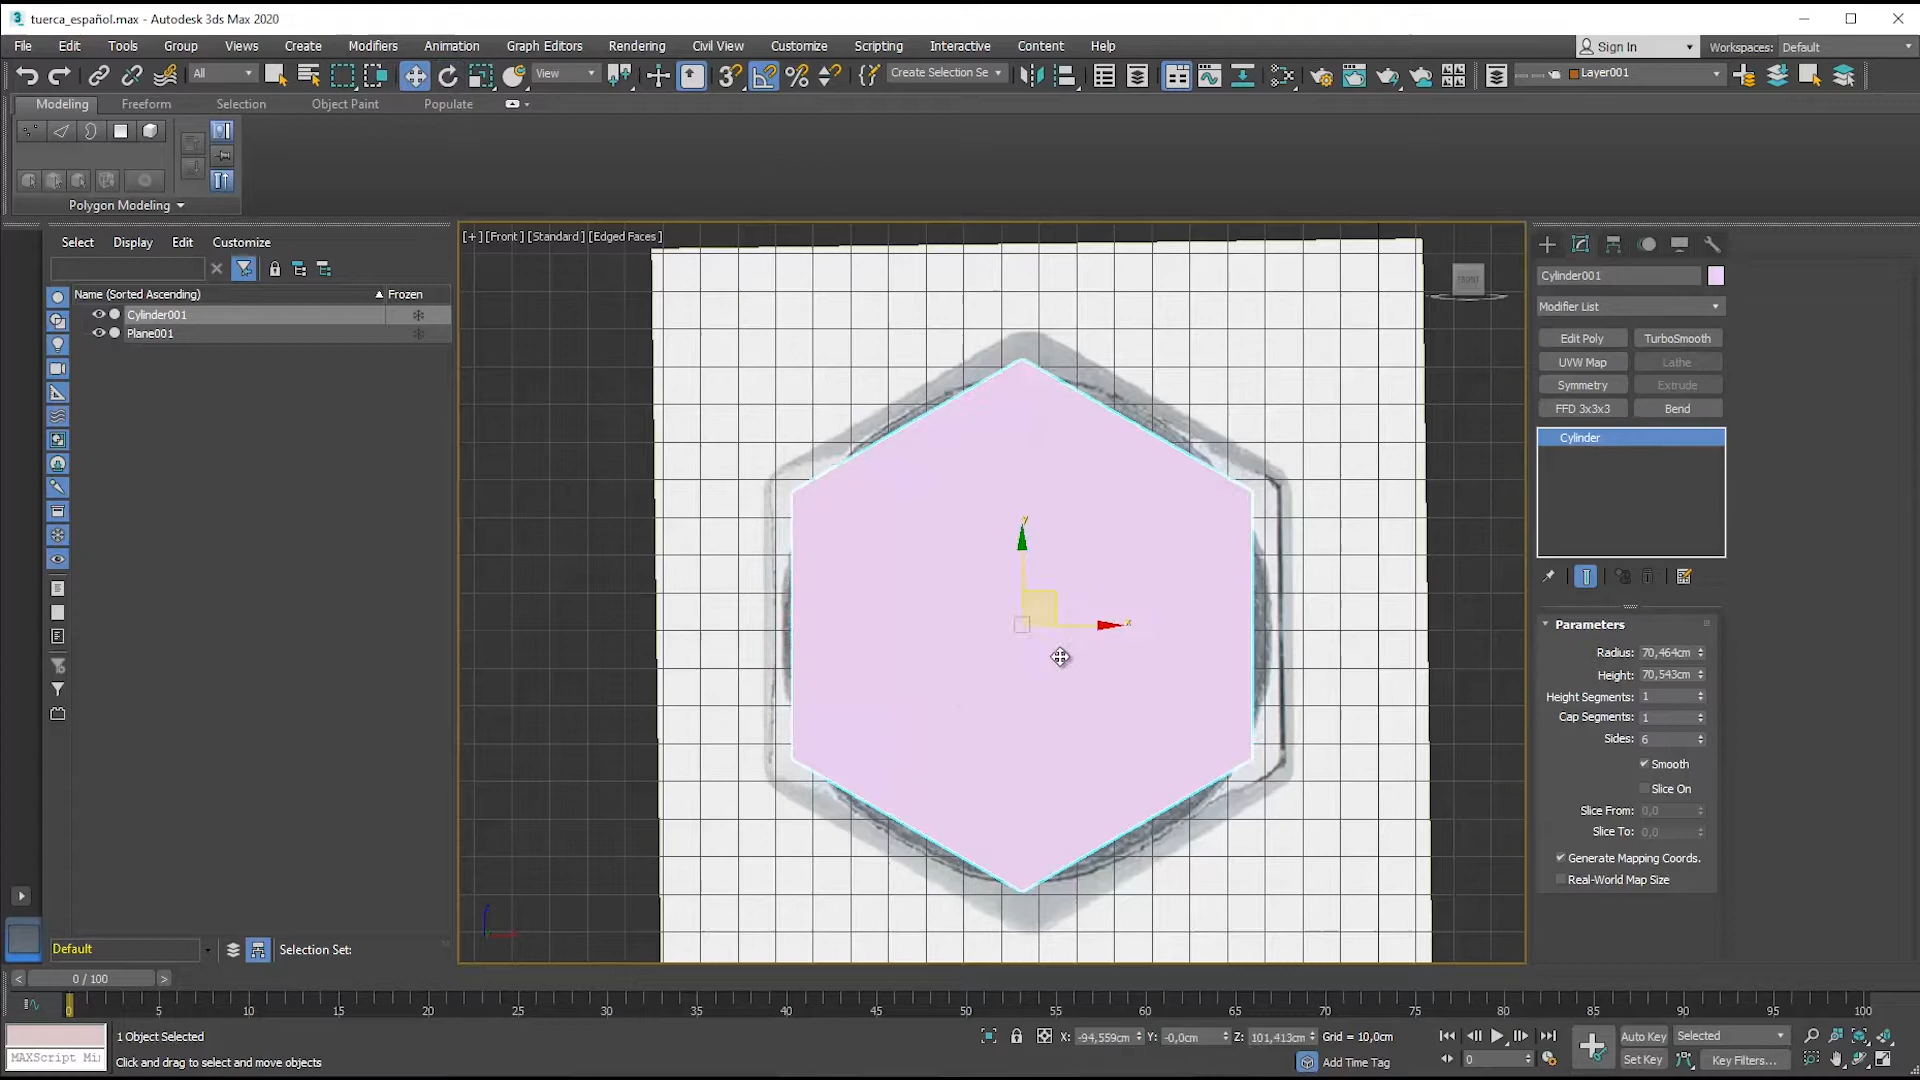 tuerca_español.max - Autodesk 3ds Max 2020
File Edit Tools Group Views Create Modifiers Animation Graph Editors Rendering Civil View Customize Scripting Interactive Content Help
Sign In Workspaces: Default
All View Create Selection Se Layer001
Modeling Freeform Selection Object Paint Populate
Polygon Modeling
Select Display Edit Customize
Name (Sorted Ascending) Frozen
Cylinder001
Plane001
[+] [Front] [Standard] [Edged Faces]
FRONT
y
x
Cylinder001
Modifier List
Edit Poly TurboSmooth
UVW Map Lathe
Symmetry Extrude
FFD 3x3x3 Bend
Cylinder
Parameters
Radius: 70,464cm
Height: 70,543cm
Height Segments: 1
Cap Segments: 1
Sides: 6
Smooth
Slice On
Slice From: 0,0
Slice To: 0,0
Generate Mapping Coords.
Real-World Map Size
Default Selection Set:
< 0 / 100 >
0 5 10 15 20 25 30 35 40 45 50 55 60 65 70 75 80 85 90 95 100
1 Object Selected X: -94,559cm Y: -0,0cm Z: 101,413cm Grid = 10,0cm Auto Key Selected
MAXScript Mi Click and drag to select and move objects Add Time Tag 0 Set Key Key Filters...